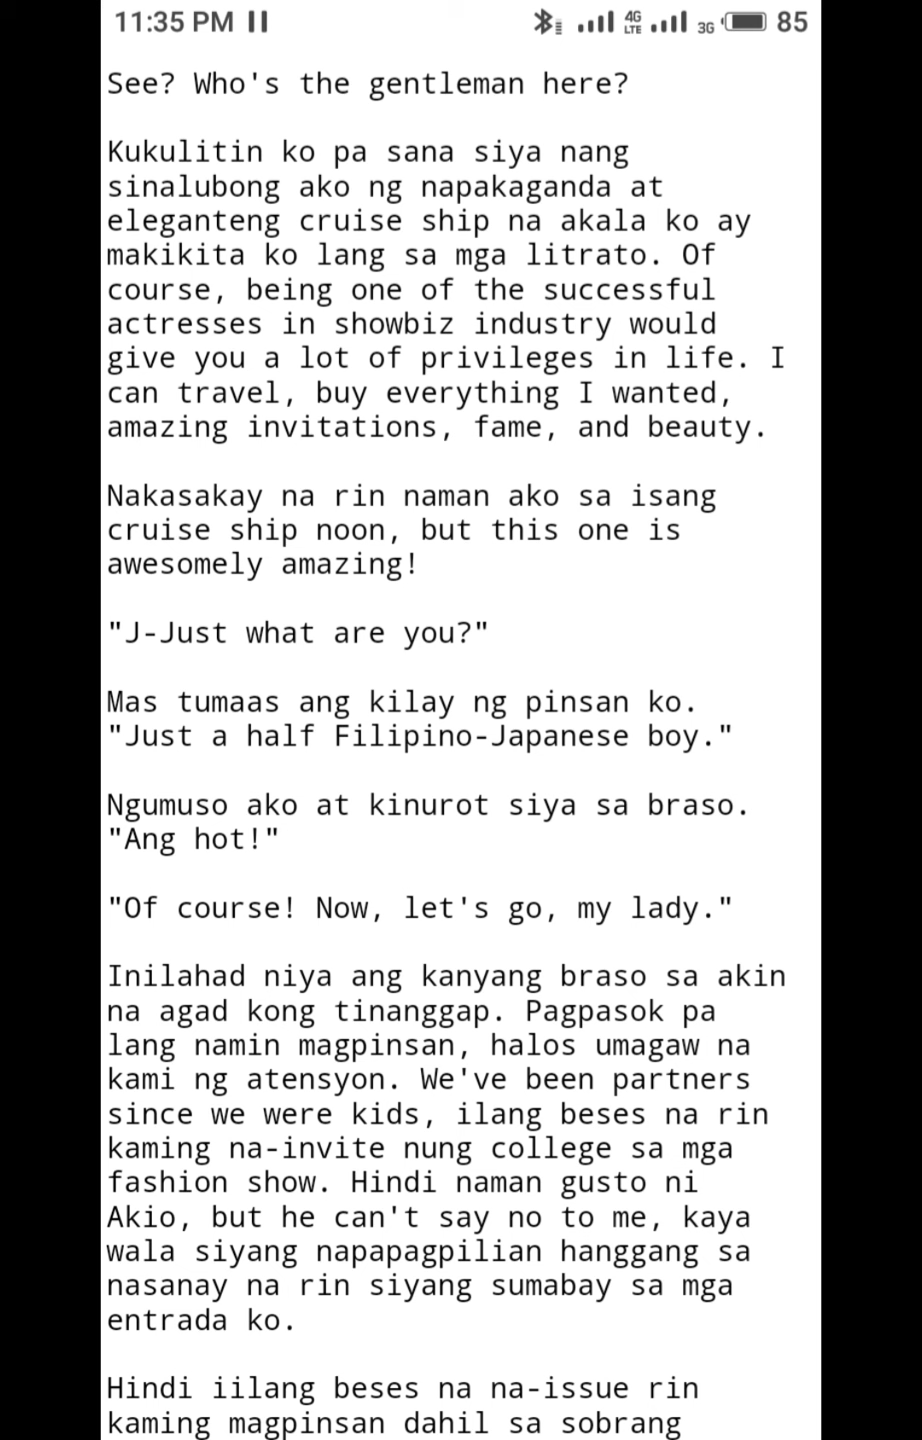 11:35 PM 4G LTE 3G 85
See? Who's the gentleman here?
Kukulitin ko pa sana siya nang
sinalubong ako ng napakaganda at
eleganteng cruise ship na akala ko ay
makikita ko lang sa mga litrato. Of
course, being one of the successful
actresses in showbiz industry would
give you a lot of privileges in life. I
can travel, buy everything I wanted,
amazing invitations, fame, and beauty.
Nakasakay na rin naman ako sa isang
cruise ship noon, but this one is
awesomely amazing!
"J-Just what are you?"
Mas tumaas ang kilay ng pinsan ko.
"Just a half Filipino-Japanese boy."
Ngumuso ako at kinurot siya sa braso.
"Ang hot!"
"Of course! Now, let's go, my lady."
Inilahad niya ang kanyang braso sa akin
na agad kong tinanggap. Pagpasok pa
lang namin magpinsan, halos umagaw na
kami ng atensyon. We've been partners
since we were kids, ilang beses na rin
kaming na-invite nung college sa mga
fashion show. Hindi naman gusto ni
Akio, but he can't say no to me, kaya
wala siyang napapagpilian hanggang sa
nasanay na rin siyang sumabay sa mga
entrada ko.
Hindi iilang beses na na-issue rin
kaming magpinsan dahil sa sobrang